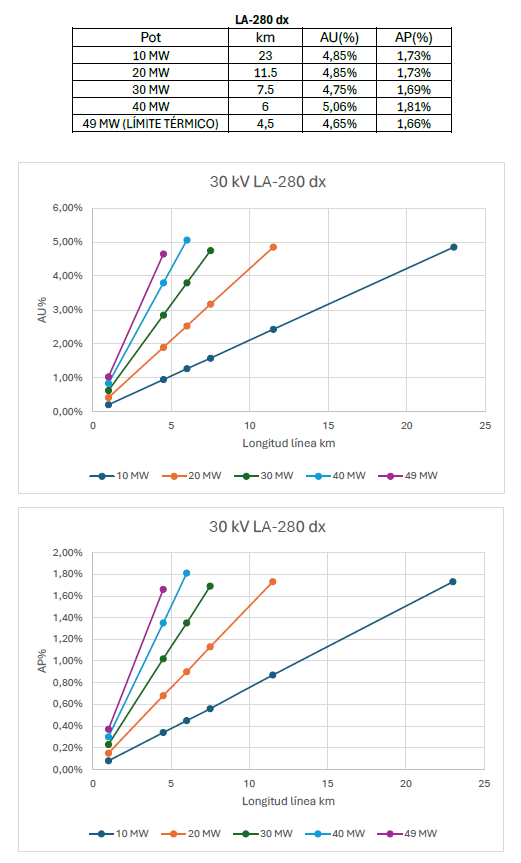 LA-280 dx
Pot km AU(%) AP(%)
10 MW 23 4,85% 1,73%
20 MW 11.5 4,85% 1,73%
30 MW 7.5 4,75% 1,69%
40 MW 6 5,06% 1,81%
49 MW (LÍMITE TÉRMICO) 4,5 4,65% 1,66%
30 kV LA-280 dx
6,00%
5,00%
4,00%
3,00%
2,00%
1,00%
0,00%
AU%
0 5 10 15 20 25
Longitud línea km
10 MW 20 MW 30 MW 40 MW 49 MW
30 kV LA-280 dx
2,00%
1,80%
1,60%
1,40%
1,20%
1,00%
0,80%
0,60%
0,40%
0,20%
0,00%
AP%
0 5 10 15 20 25
Longitud línea km
10 MW 20 MW 30 MW 40 MW 49 MW